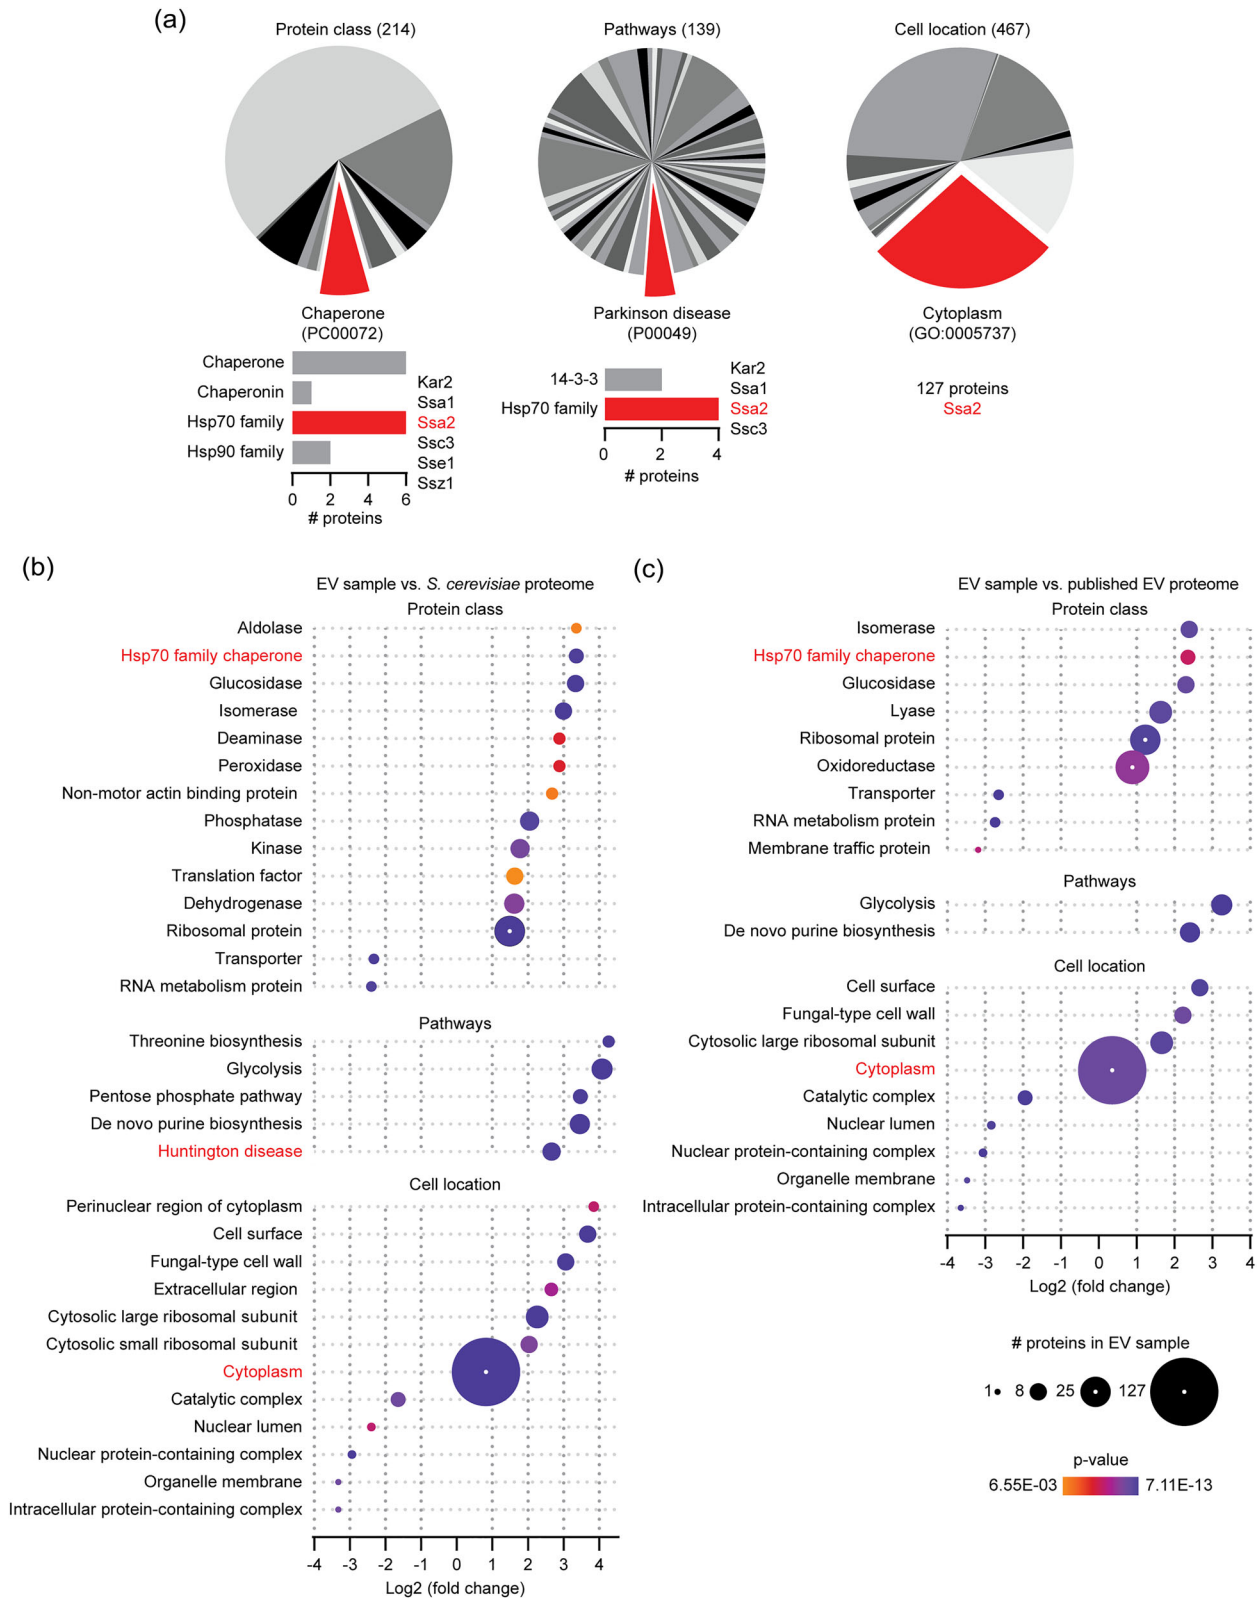 (a)
Protein class (214)
Pathways (139)
Cell location (467)
Chaperone
(PC00072)
Chaperone
Chaperonin
Hsp70 family
Hsp90 family
Kar2
Ssa1
Ssa2
Ssc3
Sse1
Ssz1
0 2 4 6
# proteins
Parkinson disease
(P00049)
14-3-3
Hsp70 family
Kar2
Ssa1
Ssa2
Ssc3
0 2 4
# proteins
Cytoplasm
(GO:0005737)
127 proteins
Ssa2
(b)
EV sample vs. S. cerevisiae proteome
Protein class
Aldolase
Hsp70 family chaperone
Glucosidase
Isomerase
Deaminase
Peroxidase
Non-motor actin binding protein
Phosphatase
Kinase
Translation factor
Dehydrogenase
Ribosomal protein
Transporter
RNA metabolism protein
Pathways
Threonine biosynthesis
Glycolysis
Pentose phosphate pathway
De novo purine biosynthesis
Huntington disease
Cell location
Perinuclear region of cytoplasm
Cell surface
Fungal-type cell wall
Extracellular region
Cytosolic large ribosomal subunit
Cytosolic small ribosomal subunit
Cytoplasm
Catalytic complex
Nuclear lumen
Nuclear protein-containing complex
Organelle membrane
Intracellular protein-containing complex
-4 -3 -2 -1 0 1 2 3 4
Log2 (fold change)
(c)
EV sample vs. published EV proteome
Protein class
Isomerase
Hsp70 family chaperone
Glucosidase
Lyase
Ribosomal protein
Oxidoreductase
Transporter
RNA metabolism protein
Membrane traffic protein
Pathways
Glycolysis
De novo purine biosynthesis
Cell location
Cell surface
Fungal-type cell wall
Cytosolic large ribosomal subunit
Cytoplasm
Catalytic complex
Nuclear lumen
Nuclear protein-containing complex
Organelle membrane
Intracellular protein-containing complex
-4 -3 -2 -1 0 1 2 3 4
Log2 (fold change)
# proteins in EV sample
1 8 25 127
p-value
6.55E-03 7.11E-13